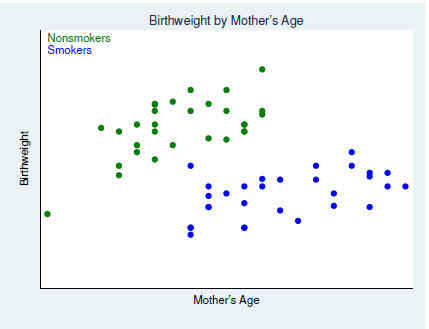 Birthweight by Mother's Age
Nonsmokers
Smokers
Birthweight
Mother's Age